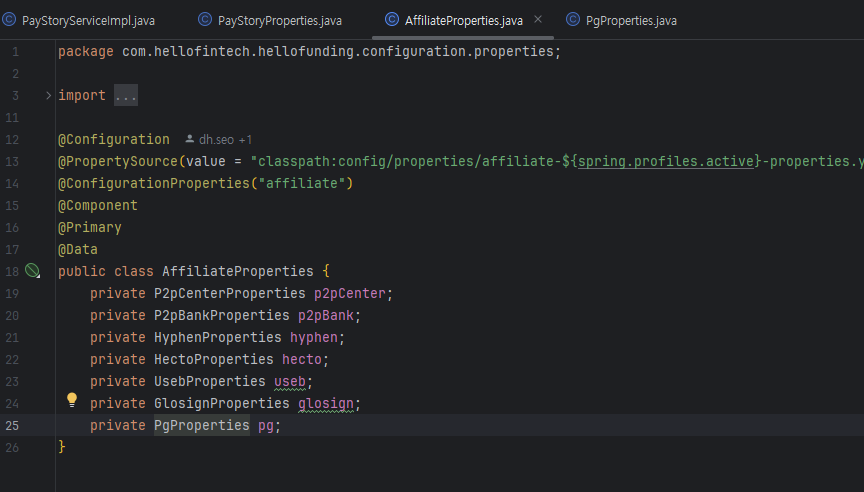 PayStoryServiceImpl.java PayStoryProperties.java AffiliateProperties.java PgProperties.java
1 package com.hellofintech.hellofunding.configuration.properties;
2
3 import ...
11
12 @Configuration dh.seo +1
13 @PropertySource(value = "classpath:config/properties/affiliate-${spring.profiles.active}-properties.y
14 @ConfigurationProperties("affiliate")
15 @Component
16 @Primary
17 @Data
18 public class AffiliateProperties {
19 private P2pCenterProperties p2pCenter;
20 private P2pBankProperties p2pBank;
21 private HyphenProperties hyphen;
22 private HectoProperties hecto;
23 private UsebProperties useb;
24 private GlosignProperties glosign;
25 private PgProperties pg;
26 }